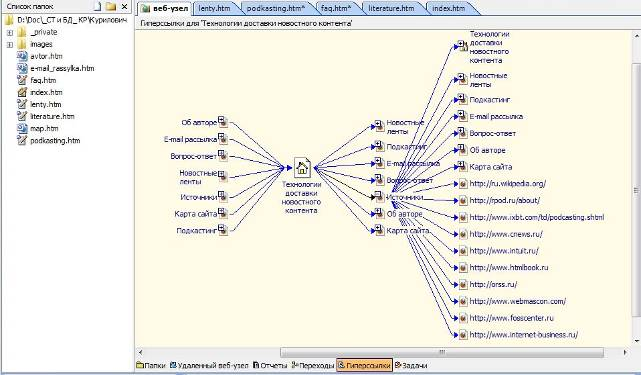 Список папок
D:\Doc\_СТ и БД_ КР\Курилович
_private
images
avtor.htm
e-mail_rassylka.htm
faq.htm
index.htm
lenty.htm
literature.htm
map.htm
podkasting.htm
веб-узел
lenty.htm
podkasting.htm*
faq.htm*
literature.htm
index.htm
Гиперссылки для 'Технологии доставки новостного контента'
Об авторе
E-mail рассылка
Вопрос-ответ
Новостные
ленты
Источники
Карта сайта
Подкастинг
Технологии
доставки
новостного
контента
Новостные
ленты
Подкастинг
E-mail рассылка
Вопрос-ответ
Источники
Об авторе
Карта сайта
Технологии
доставки
новостного
контента
Новостные
ленты
Подкастинг
E-mail рассылка
Вопрос-ответ
Об авторе
Карта сайта
http://ru.wikipedia.org/
http://rpod.ru/about/
http://www.ixbt.com/td/podcasting.shtml
http://www.cnews.ru/
http://www.intuit.ru/
http://www.htmlbook.ru
http://orss.ru/
http://www.webmascon.com/
http://www.fosscenter.ru
http://www.internet-business.ru/
Папки
Удаленный веб-узел
Отчеты
Переходы
Гиперссылки
Задачи